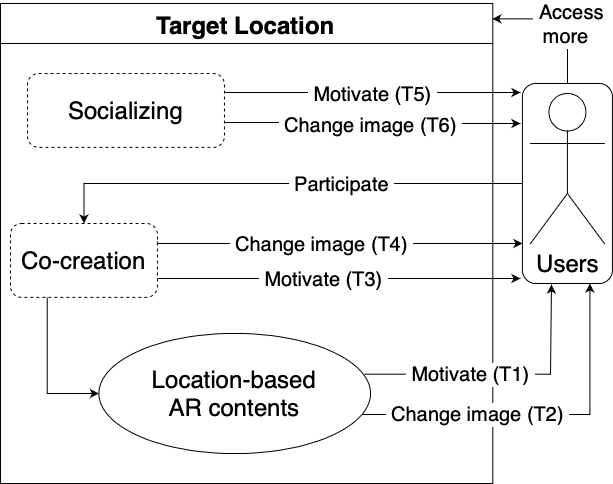 Target Location
Access
more
Socializing
Motivate (T5)
Change image (T6)
Participate
Co-creation
Change image (T4)
Motivate (T3)
Users
Location-based
AR contents
Motivate (T1)
Change image (T2)